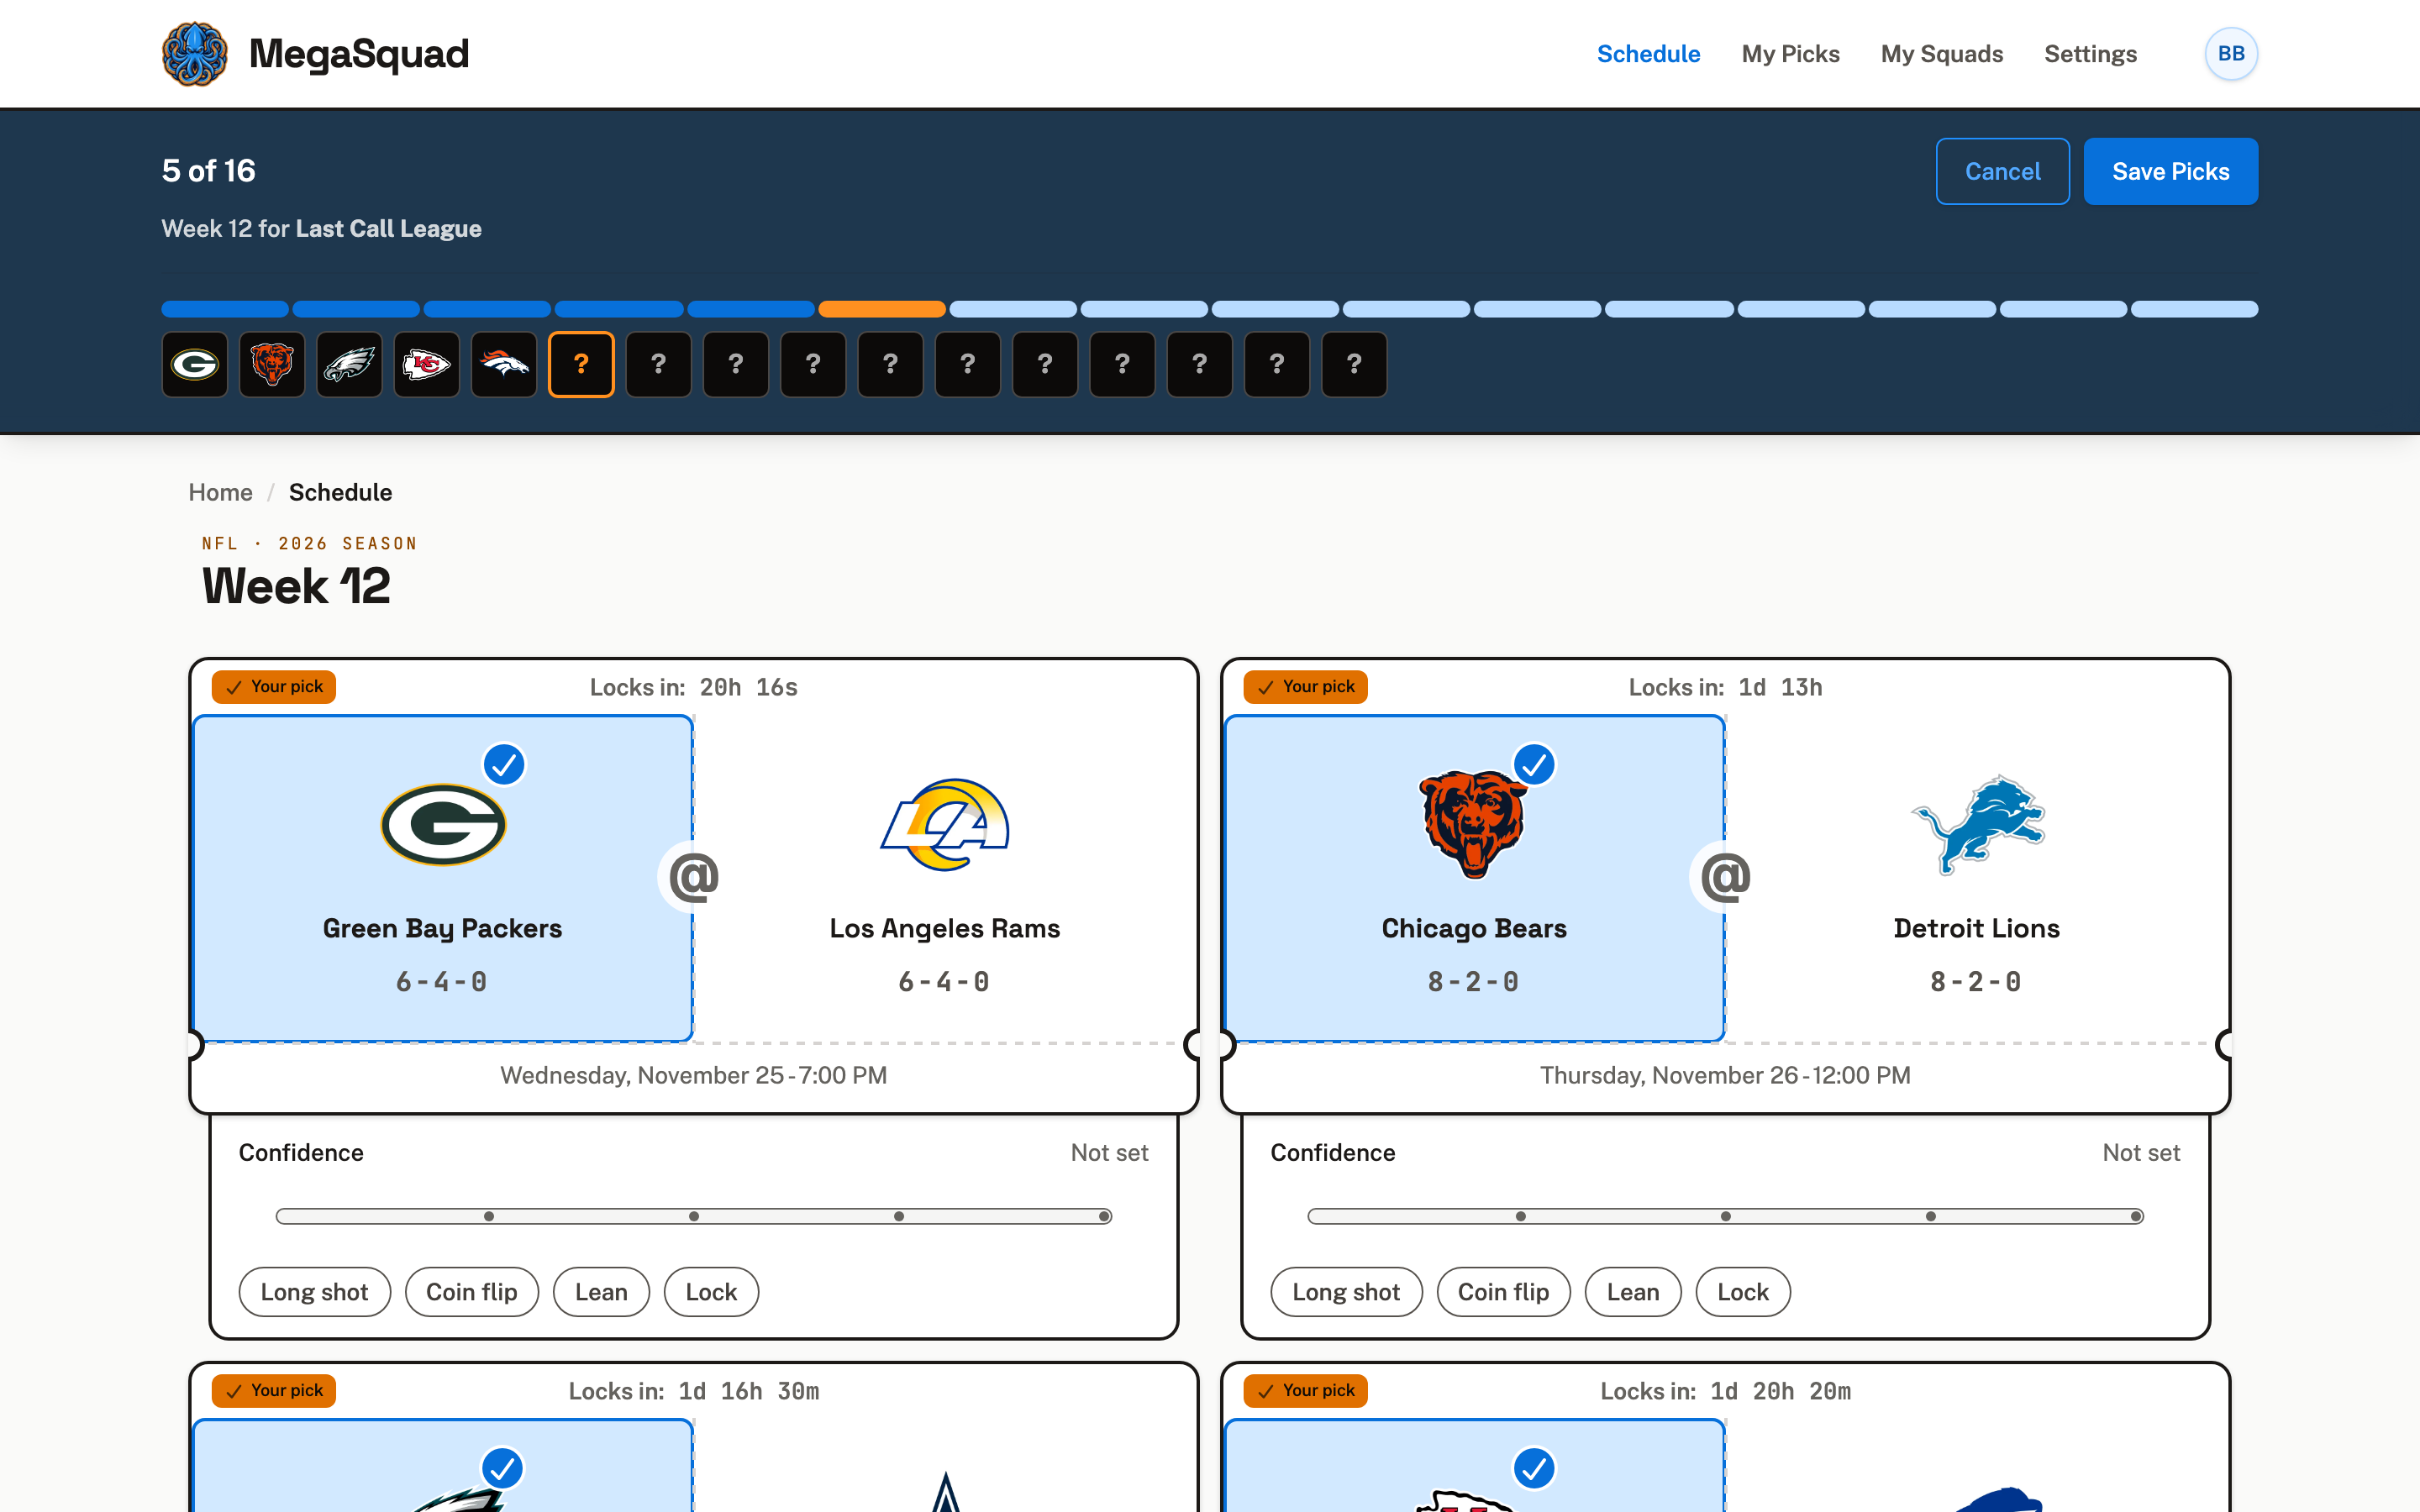 MegaSquad
Schedule
My Picks
My Squads
Settings
BB
5 of 16
Cancel
Save Picks
Week 12 for Last Call League
G
KC
? ? ? ? ? ? ? ? ? ? ?
Home / Schedule
NFL · 2026 SEASON
Week 12
Your pick
Locks in: 20h 16s
G
@
LA
Green Bay Packers
Los Angeles Rams
6-4-0
6-4-0
Wednesday, November 25-7:00 PM
Confidence
Not set
Long shot
Coin flip
Lean
Lock
Your pick
Locks in: 1d 13h
@
Chicago Bears
Detroit Lions
8-2-0
8-2-0
Thursday, November 26-12:00 PM
Confidence
Not set
Long shot
Coin flip
Lean
Lock
Your pick
Locks in: 1d 16h 30m
Your pick
Locks in: 1d 20h 20m